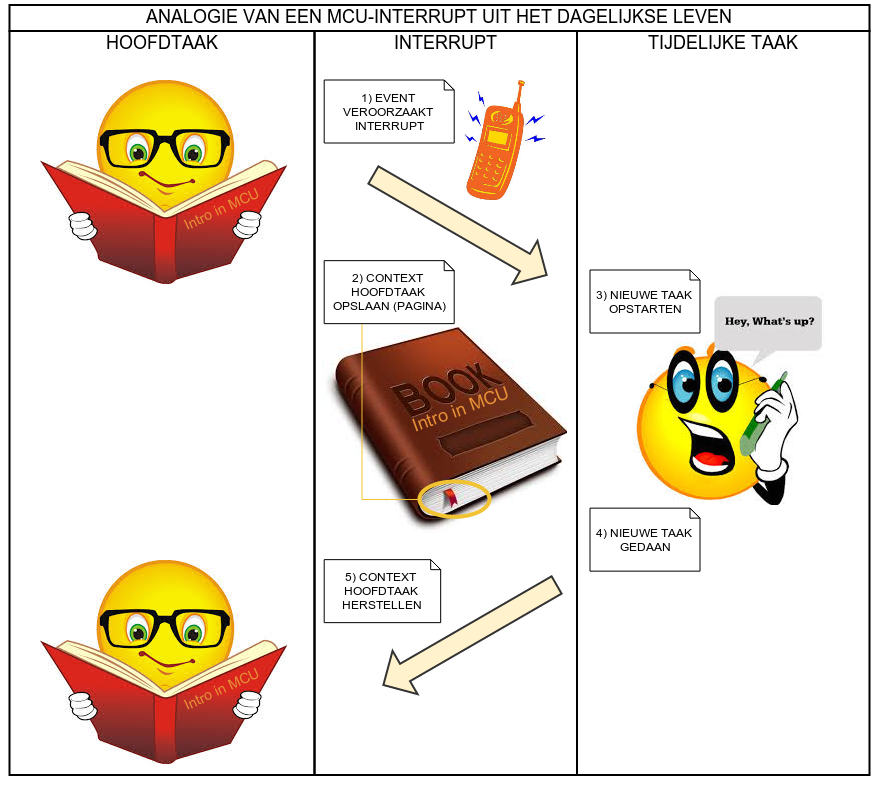 ANALOGIE VAN EEN MCU-INTERRUPT UIT HET DAGELIJKSE LEVEN
HOOFDTAAK
INTERRUPT
TIJDELIJKE TAAK
1) EVENT
VEROORZAAKT
INTERRUPT
Intro in MCU
2) CONTEXT
HOOFDTAAK
OPSLAAN (PAGINA)
3) NIEUWE TAAK
OPSTARTEN
Hey, What's up?
BOOK
Intro in MCU
4) NIEUWE TAAK
GEDAAN
5) CONTEXT
HOOFDTAAK
HERSTELLEN
Intro in MCU